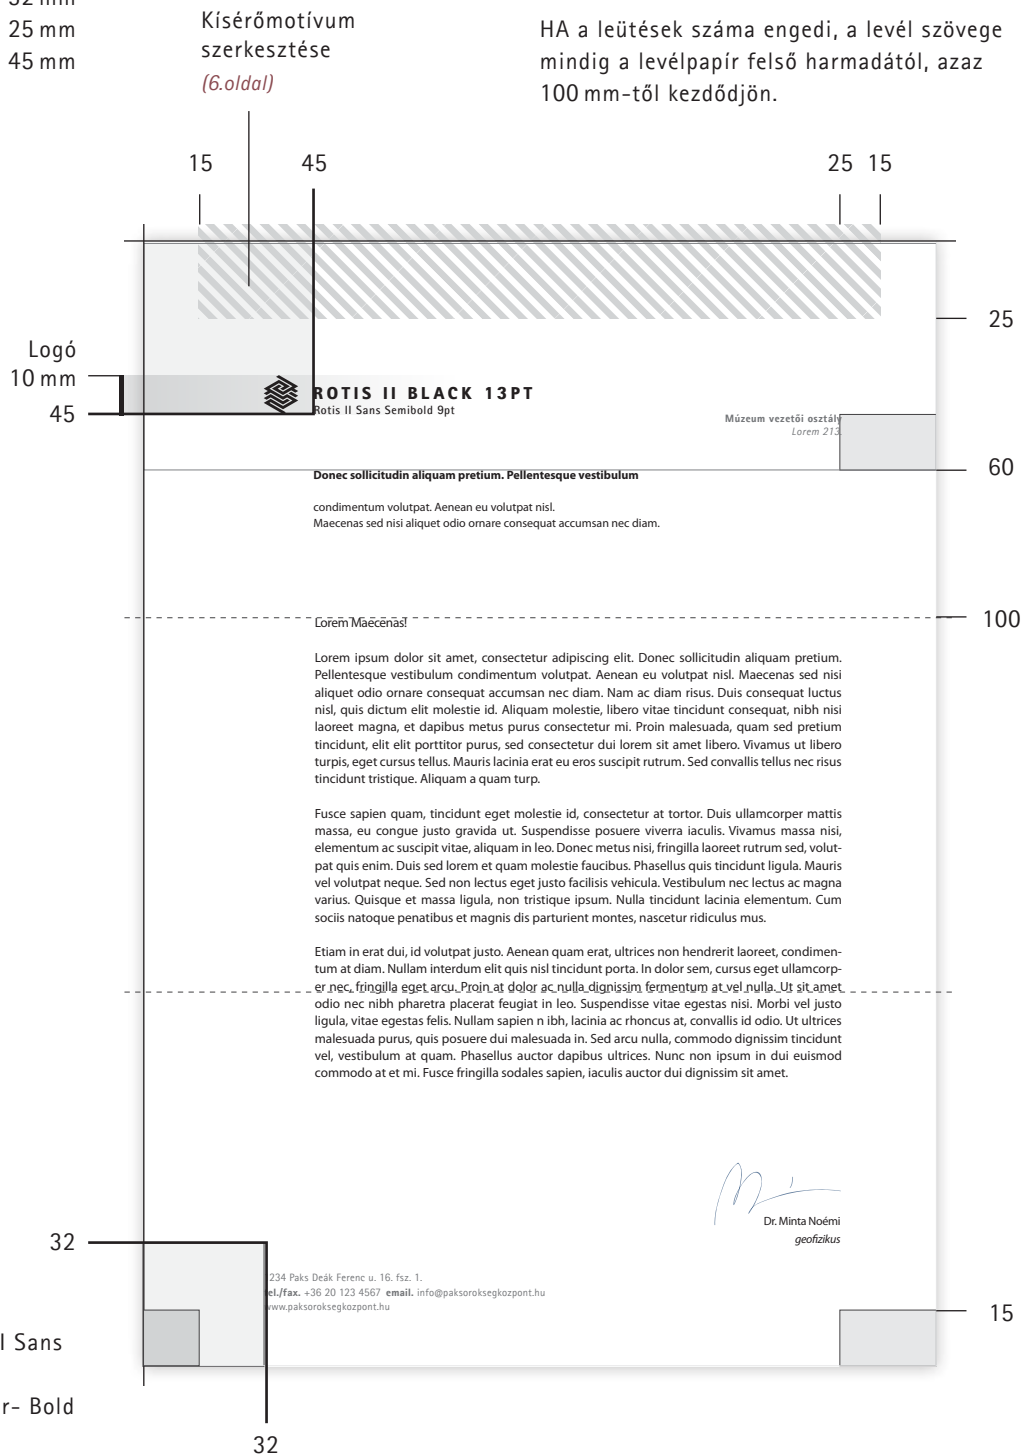 32 mm
25 mm
45 mm
Kísérőmotívum
szerkesztése
(6.oldal)
HA a leütések száma engedi, a levél szövege
mindig a levélpapír felső harmadától, azaz
100 mm-től kezdődjön.
15
45
25 15
25
Logó
10 mm
45
ROTIS II BLACK 13PT
Rotis II Sans Semibold 9pt
Múzeum vezetői osztály
Lorem 213.
60
Donec sollicitudin aliquam pretium. Pellentesque vestibulum
condimentum volutpat. Aenean eu volutpat nisl.
Maecenas sed nisi aliquet odio ornare consequat accumsan nec diam.
100
Lorem Maecenas!
Lorem ipsum dolor sit amet, consectetur adipiscing elit. Donec sollicitudin aliquam pretium.
Pellentesque vestibulum condimentum volutpat. Aenean eu volutpat nisl. Maecenas sed nisi
aliquet odio ornare consequat accumsan nec diam. Nam ac diam risus. Duis consequat luctus
nisl, quis dictum elit molestie id. Aliquam molestie, libero vitae tincidunt consequat, nibh nisi
laoreet magna, et dapibus metus purus consectetur mi. Proin malesuada, quam sed pretium
tincidunt, elit elit porttitor purus, sed consectetur dui lorem sit amet libero. Vivamus ut libero
turpis, eget cursus tellus. Mauris lacinia erat eu eros suscipit rutrum. Sed convallis tellus nec risus
tincidunt tristique. Aliquam a quam turp.
Fusce sapien quam, tincidunt eget molestie id, consectetur at tortor. Duis ullamcorper mattis
massa, eu congue justo gravida ut. Suspendisse posuere viverra iaculis. Vivamus massa nisi,
elementum ac suscipit vitae, aliquam in leo. Donec metus nisi, fringilla laoreet rutrum sed, volut-
pat quis enim. Duis sed lorem et quam molestie faucibus. Phasellus quis tincidunt ligula. Mauris
vel volutpat neque. Sed non lectus eget justo facilisis vehicula. Vestibulum nec lectus ac magna
varius. Quisque et massa ligula, non tristique ipsum. Nulla tincidunt lacinia elementum. Cum
sociis natoque penatibus et magnis dis parturient montes, nascetur ridiculus mus.
Etiam in erat dui, id volutpat justo. Aenean quam erat, ultrices non hendrerit laoreet, condimen-
tum at diam. Nullam interdum elit quis nisl tincidunt porta. In dolor sem, cursus eget ullamcorp-
er nec, fringilla eget arcu. Proin at dolor ac nulla dignissim fermentum at vel nulla. Ut sit amet
odio nec nibh pharetra placerat feugiat in leo. Suspendisse vitae egestas nisi. Morbi vel justo
ligula, vitae egestas felis. Nullam sapien n ibh, lacinia ac rhoncus at, convallis id odio. Ut ultrices
malesuada purus, quis posuere dui malesuada in. Sed arcu nulla, commodo dignissim tincidunt
vel, vestibulum at quam. Phasellus auctor dapibus ultrices. Nunc non ipsum in dui euismod
commodo at et mi. Fusce fringilla sodales sapien, iaculis auctor dui dignissim sit amet.
Dr. Minta Noémi
geofizikus
32
234 Paks Deák Ferenc u. 16. fsz. 1.
el./fax. +36 20 123 4567 email. info@paksoroksegkozpont.hu
www.paksoroksegkozpont.hu
15
I Sans
r- Bold
32